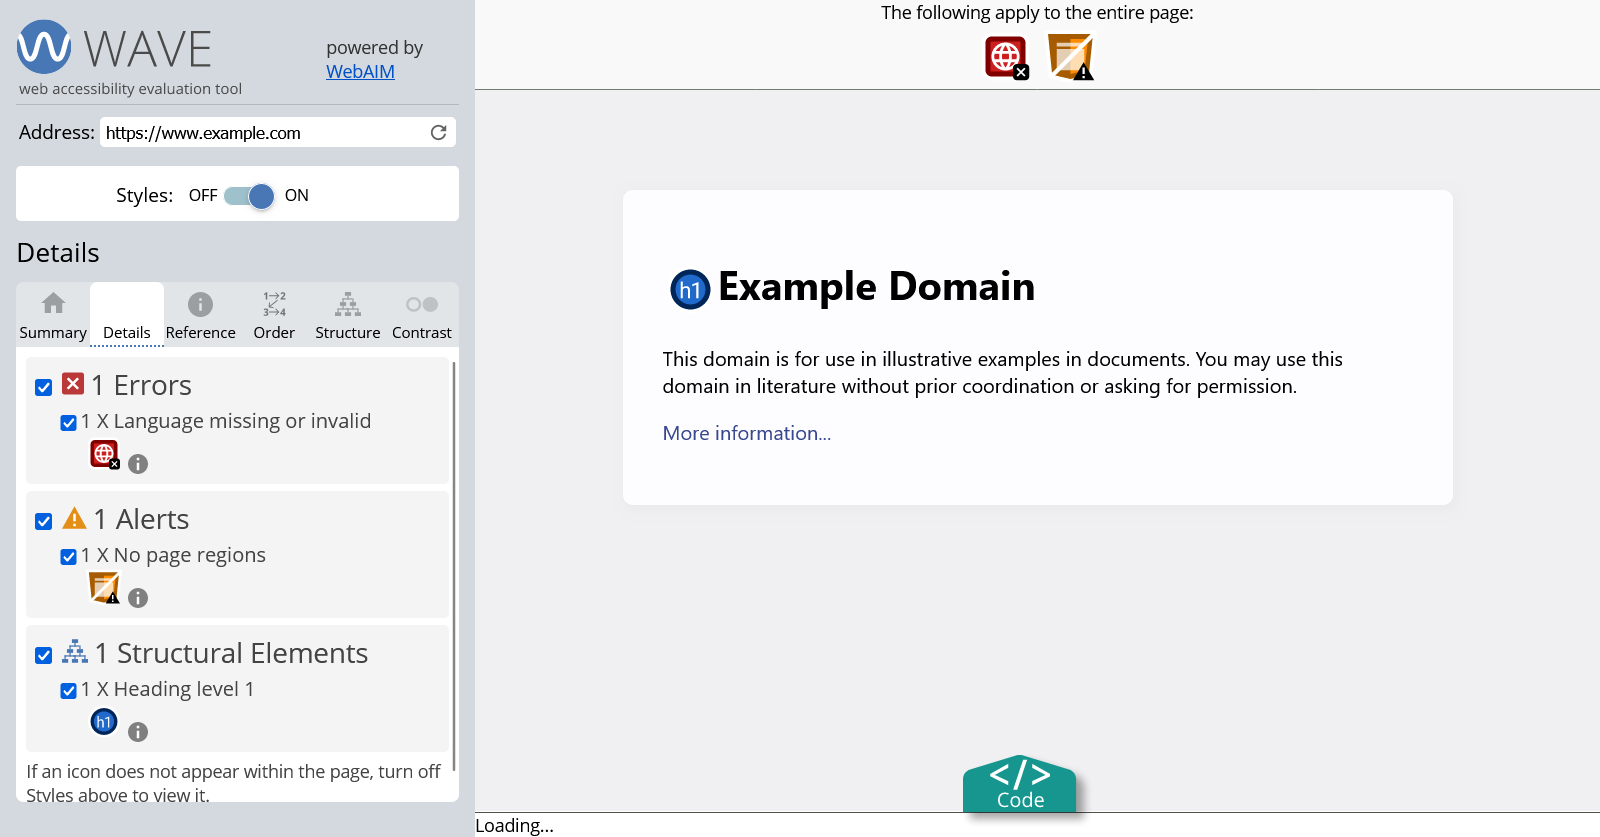 WAVE
powered by
WebAIM
web accessibility evaluation tool
Address: https://www.example.com
Styles: OFF ON
Details
Summary Details Reference Order Structure Contrast
1 Errors
1 X Language missing or invalid
1 Alerts
1 X No page regions
1 Structural Elements
1 X Heading level 1
h1
If an icon does not appear within the page, turn off
Styles above to view it.
The following apply to the entire page:
h1 Example Domain
This domain is for use in illustrative examples in documents. You may use this
domain in literature without prior coordination or asking for permission.
More information...
</>
Code
Loading...